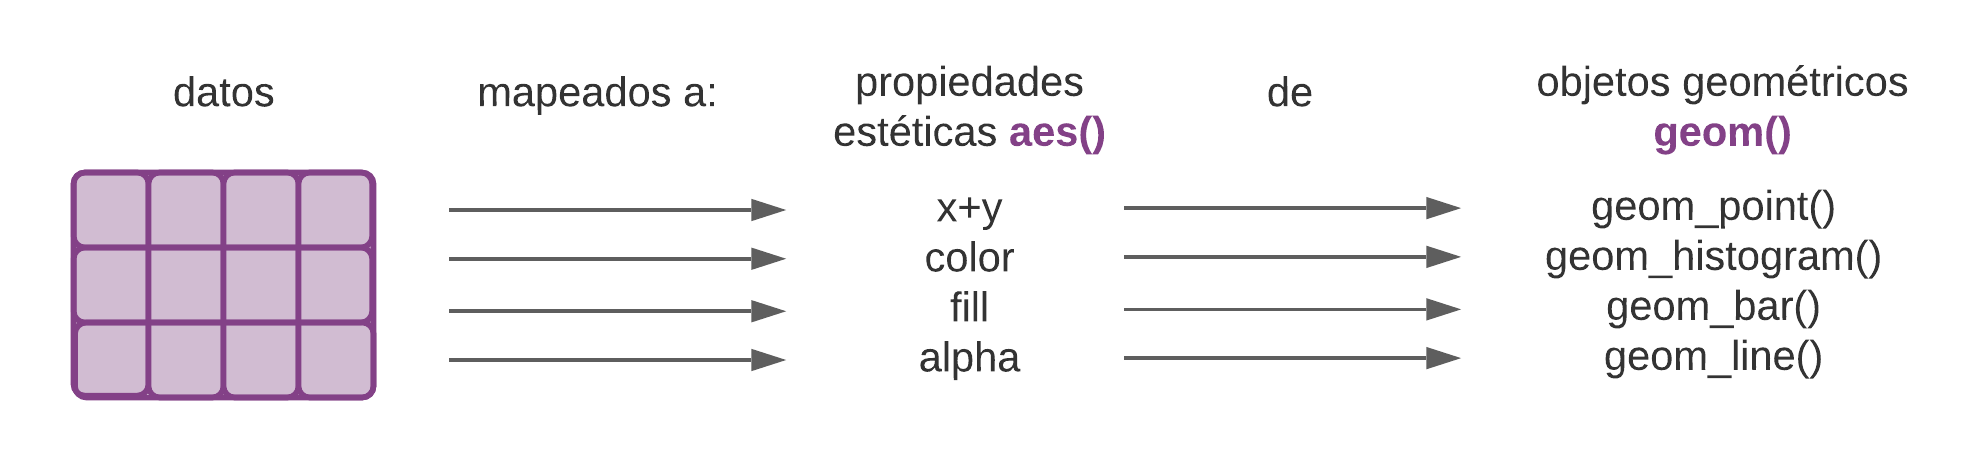 datos
mapeados a:
propiedades
estéticas aes()
de
objetos geométricos
geom()
x+y
color
fill
alpha
geom_point()
geom_histogram()
geom_bar()
geom_line()